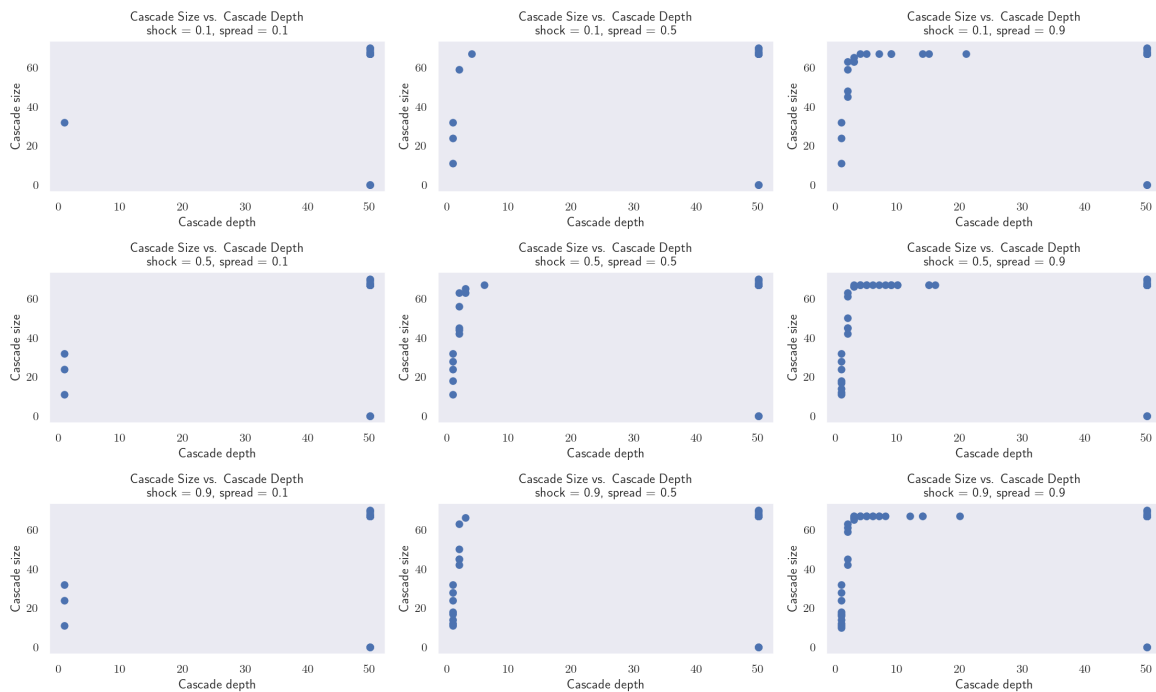 Cascade Size vs. Cascade Depth
shock = 0.1, spread = 0.1
Cascade size
60
40
20
0
0 10 20 30 40 50
Cascade depth
Cascade Size vs. Cascade Depth
shock = 0.1, spread = 0.5
Cascade size
60
40
20
0
0 10 20 30 40 50
Cascade depth
Cascade Size vs. Cascade Depth
shock = 0.1, spread = 0.9
Cascade size
60
40
20
0
0 10 20 30 40 50
Cascade depth
Cascade Size vs. Cascade Depth
shock = 0.5, spread = 0.1
Cascade size
60
40
20
0
0 10 20 30 40 50
Cascade depth
Cascade Size vs. Cascade Depth
shock = 0.5, spread = 0.5
Cascade size
60
40
20
0
0 10 20 30 40 50
Cascade depth
Cascade Size vs. Cascade Depth
shock = 0.5, spread = 0.9
Cascade size
60
40
20
0
0 10 20 30 40 50
Cascade depth
Cascade Size vs. Cascade Depth
shock = 0.9, spread = 0.1
Cascade size
60
40
20
0
0 10 20 30 40 50
Cascade depth
Cascade Size vs. Cascade Depth
shock = 0.9, spread = 0.5
Cascade size
60
40
20
0
0 10 20 30 40 50
Cascade depth
Cascade Size vs. Cascade Depth
shock = 0.9, spread = 0.9
Cascade size
60
40
20
0
0 10 20 30 40 50
Cascade depth